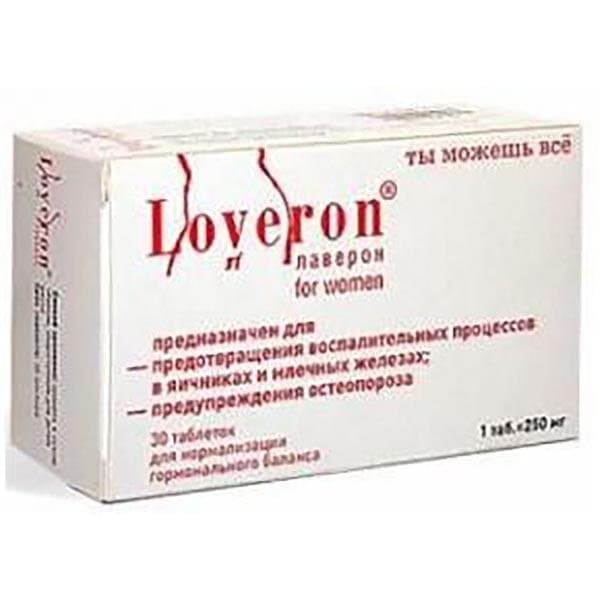 ты можешь всё
Loveron®
лаверон
for women
предназначен для
— предотвращения воспалительных процессов
в яичниках и млечных железах;
— предупреждения остеопороза
30 таблеток
для нормализации
гормонального баланса
1 таб.=250 мг
Loveron®